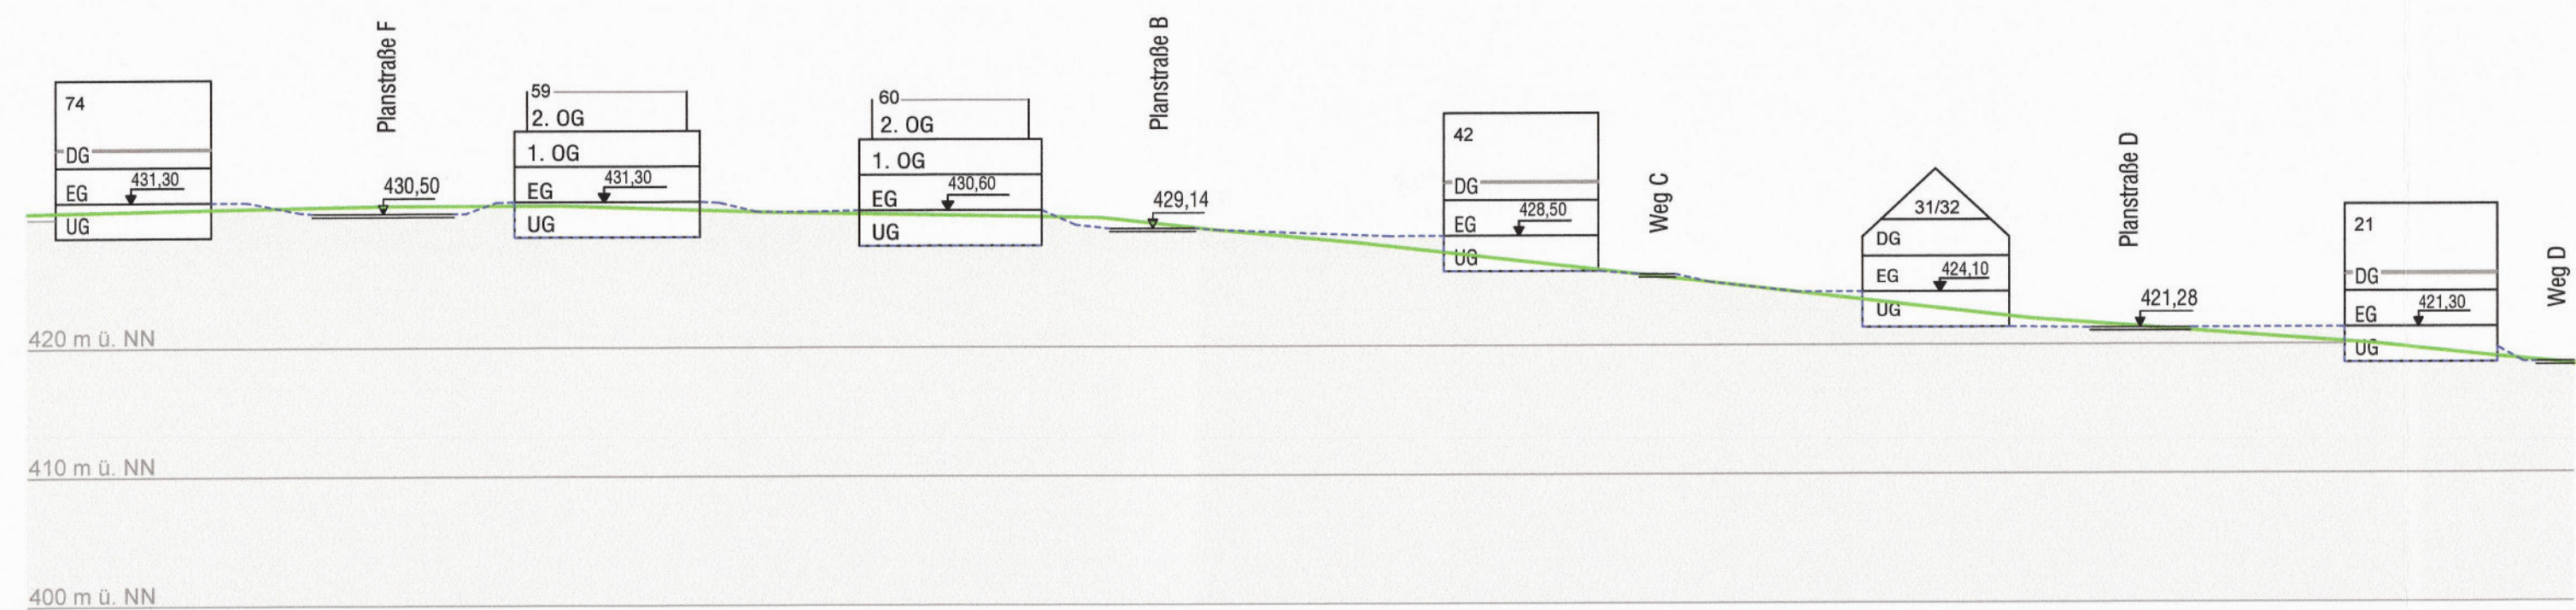 74
DG
431,30
EG
UG
Planstraße F
430,50
59
2. OG
1. OG
431,30
EG
UG
60
2. OG
1. OG
430,60
EG
UG
Planstraße B
429,14
42
DG
428,50
EG
UG
Weg C
31/32
DG
424,10
EG
UG
Planstraße D
421,28
21
DG
421,30
EG
UG
Weg D
420 m ü. NN
410 m ü. NN
400 m ü. NN